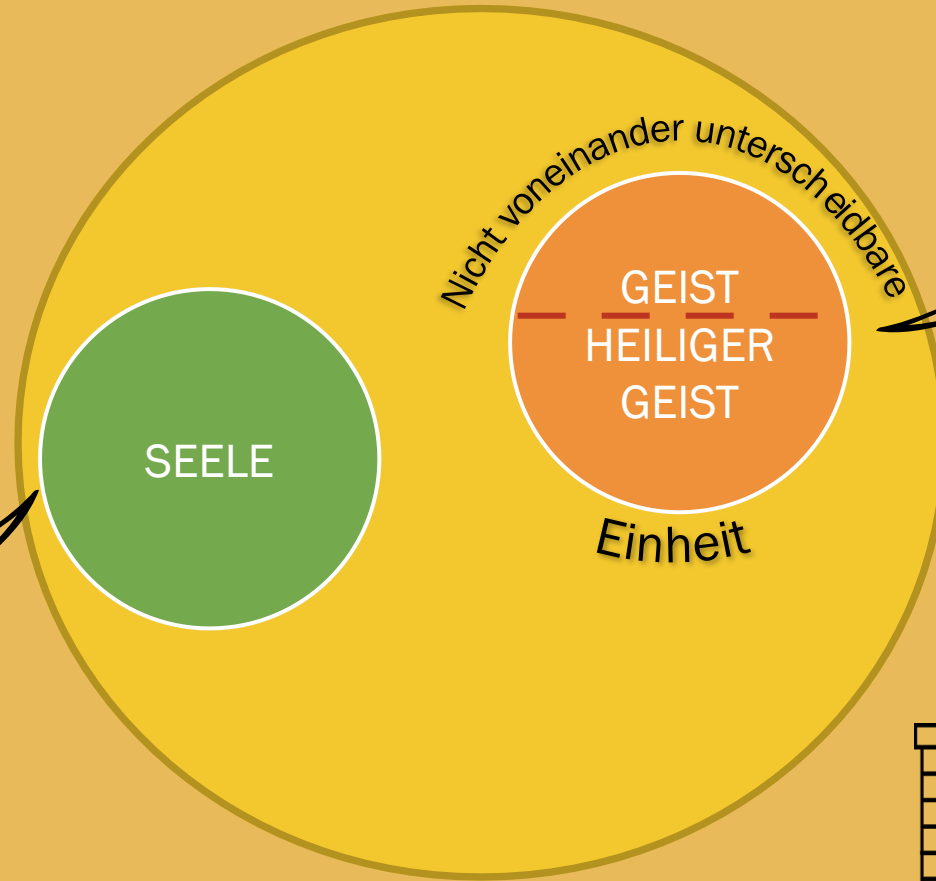 Nicht voneinander unterscheidbare
GEIST
HEILIGER
GEIST
SEELE
Einheit